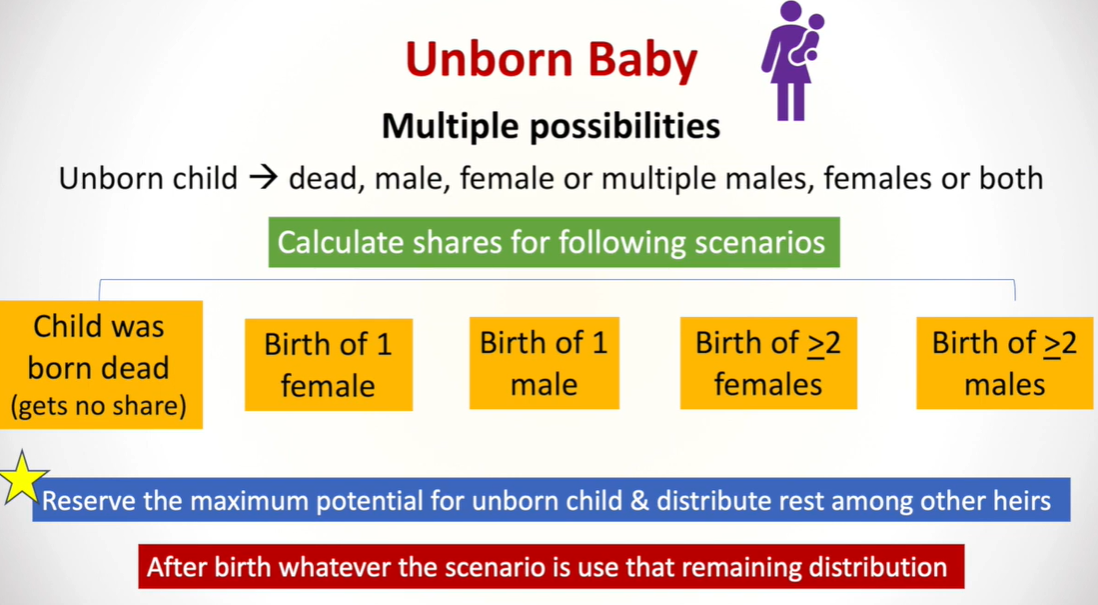 Unborn Baby
Multiple possibilities
Unborn child → dead, male, female or multiple males, females or both
Calculate shares for following scenarios
Child was
born dead
(gets no share)
Birth of 1
female
Birth of 1
male
Birth of ≥2
females
Birth of ≥2
males
Reserve the maximum potential for unborn child & distribute rest among other heirs
After birth whatever the scenario is use that remaining distribution